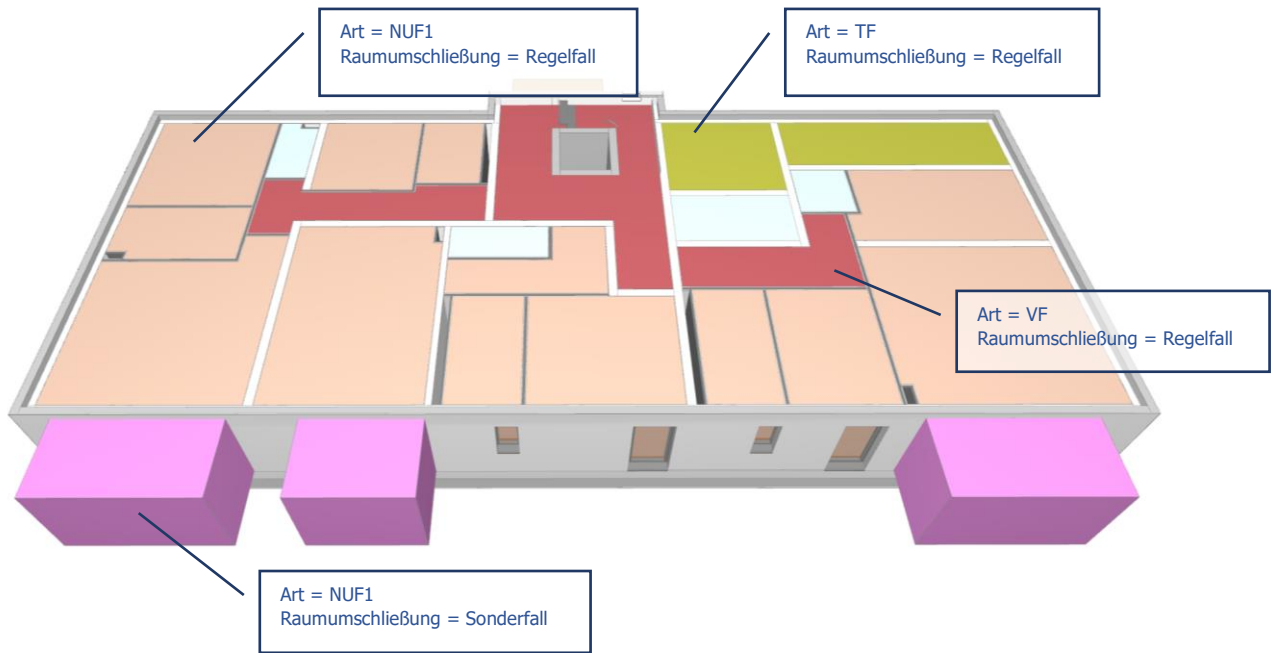 Art = NUF1
Raumumschließung = Regelfall
Art = TF
Raumumschließung = Regelfall
Art = VF
Raumumschließung = Regelfall
Art = NUF1
Raumumschließung = Sonderfall